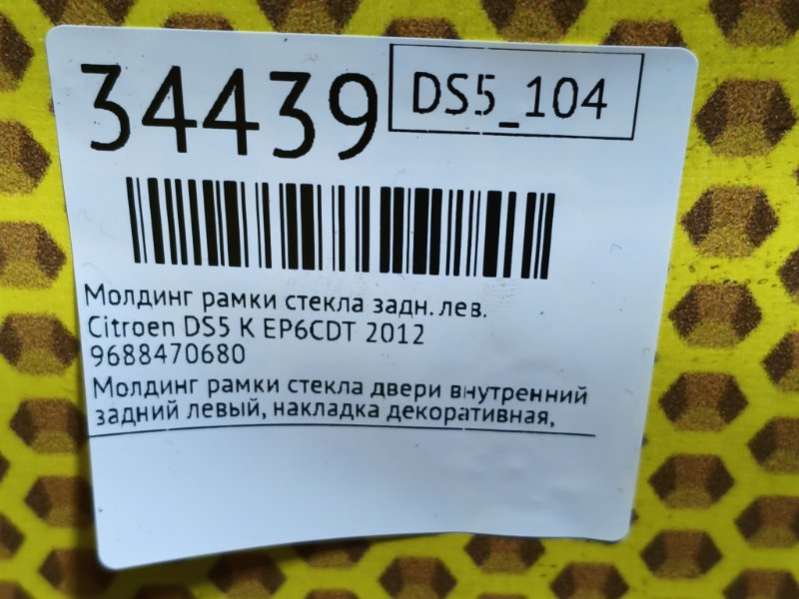 34439
DS5_104
Молдинг рамки стекла задн. лев.
Citroen DS5 K EP6CDT 2012
9688470680
Молдинг рамки стекла двери внутренний
задний левый, накладка декоративная,